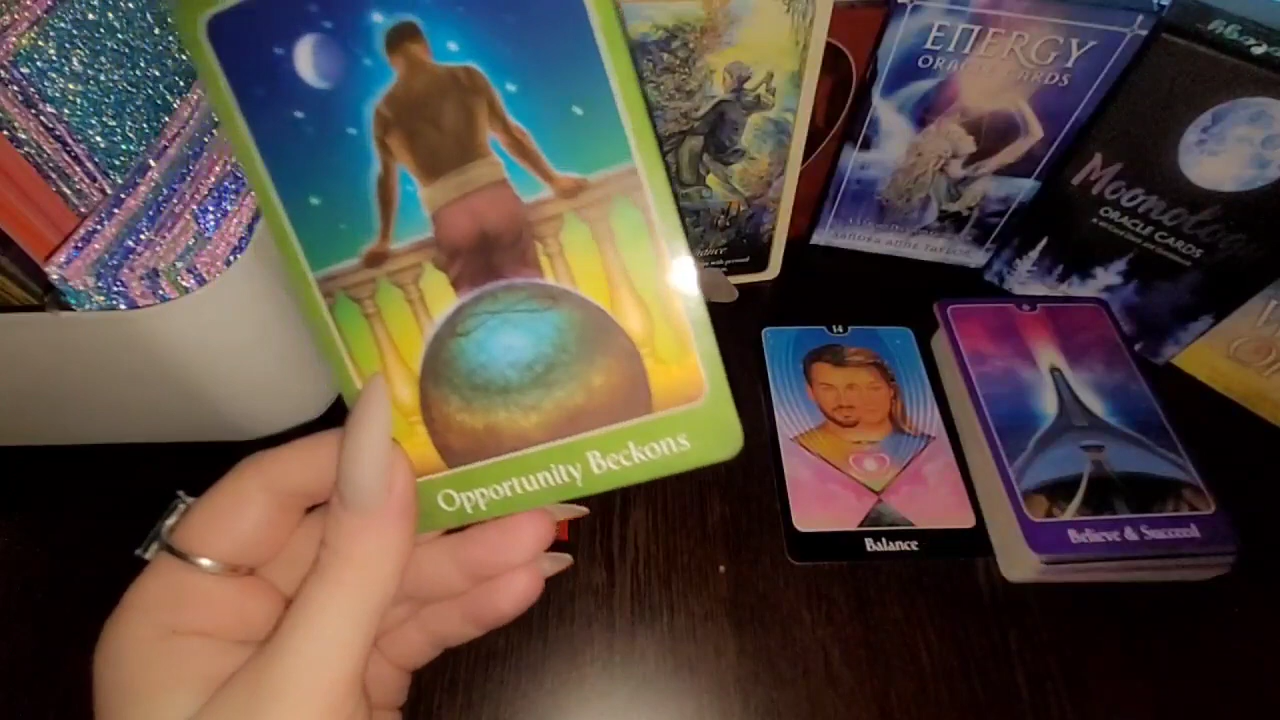 ENERGY
ORACLE CARDS
SANDRA ANNE TAYLOR
Moonology
ORACLE CARDS
14
Balance
Believe & Succeed
Opportunity Beckons